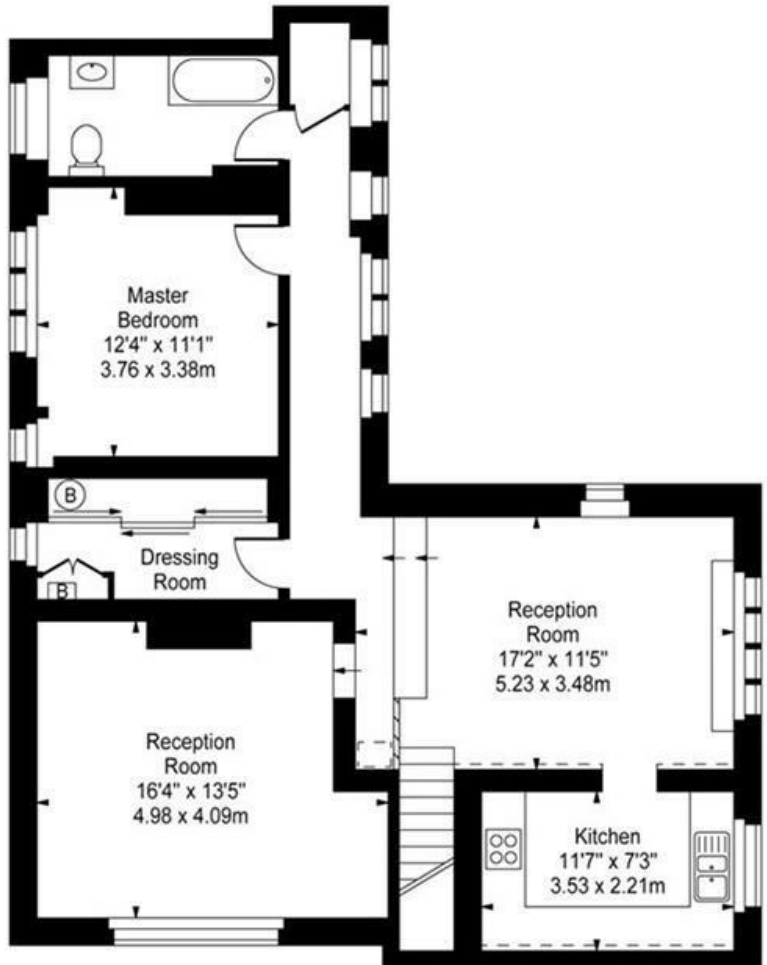 Master
Bedroom
12'4" x 11'1"
3.76 x 3.38m
B
Dressing
Room
B
Reception
Room
17'2" x 11'5"
5.23 x 3.48m
Reception
Room
16'4" x 13'5"
4.98 x 4.09m
Kitchen
11'7" x 7'3"
3.53 x 2.21m